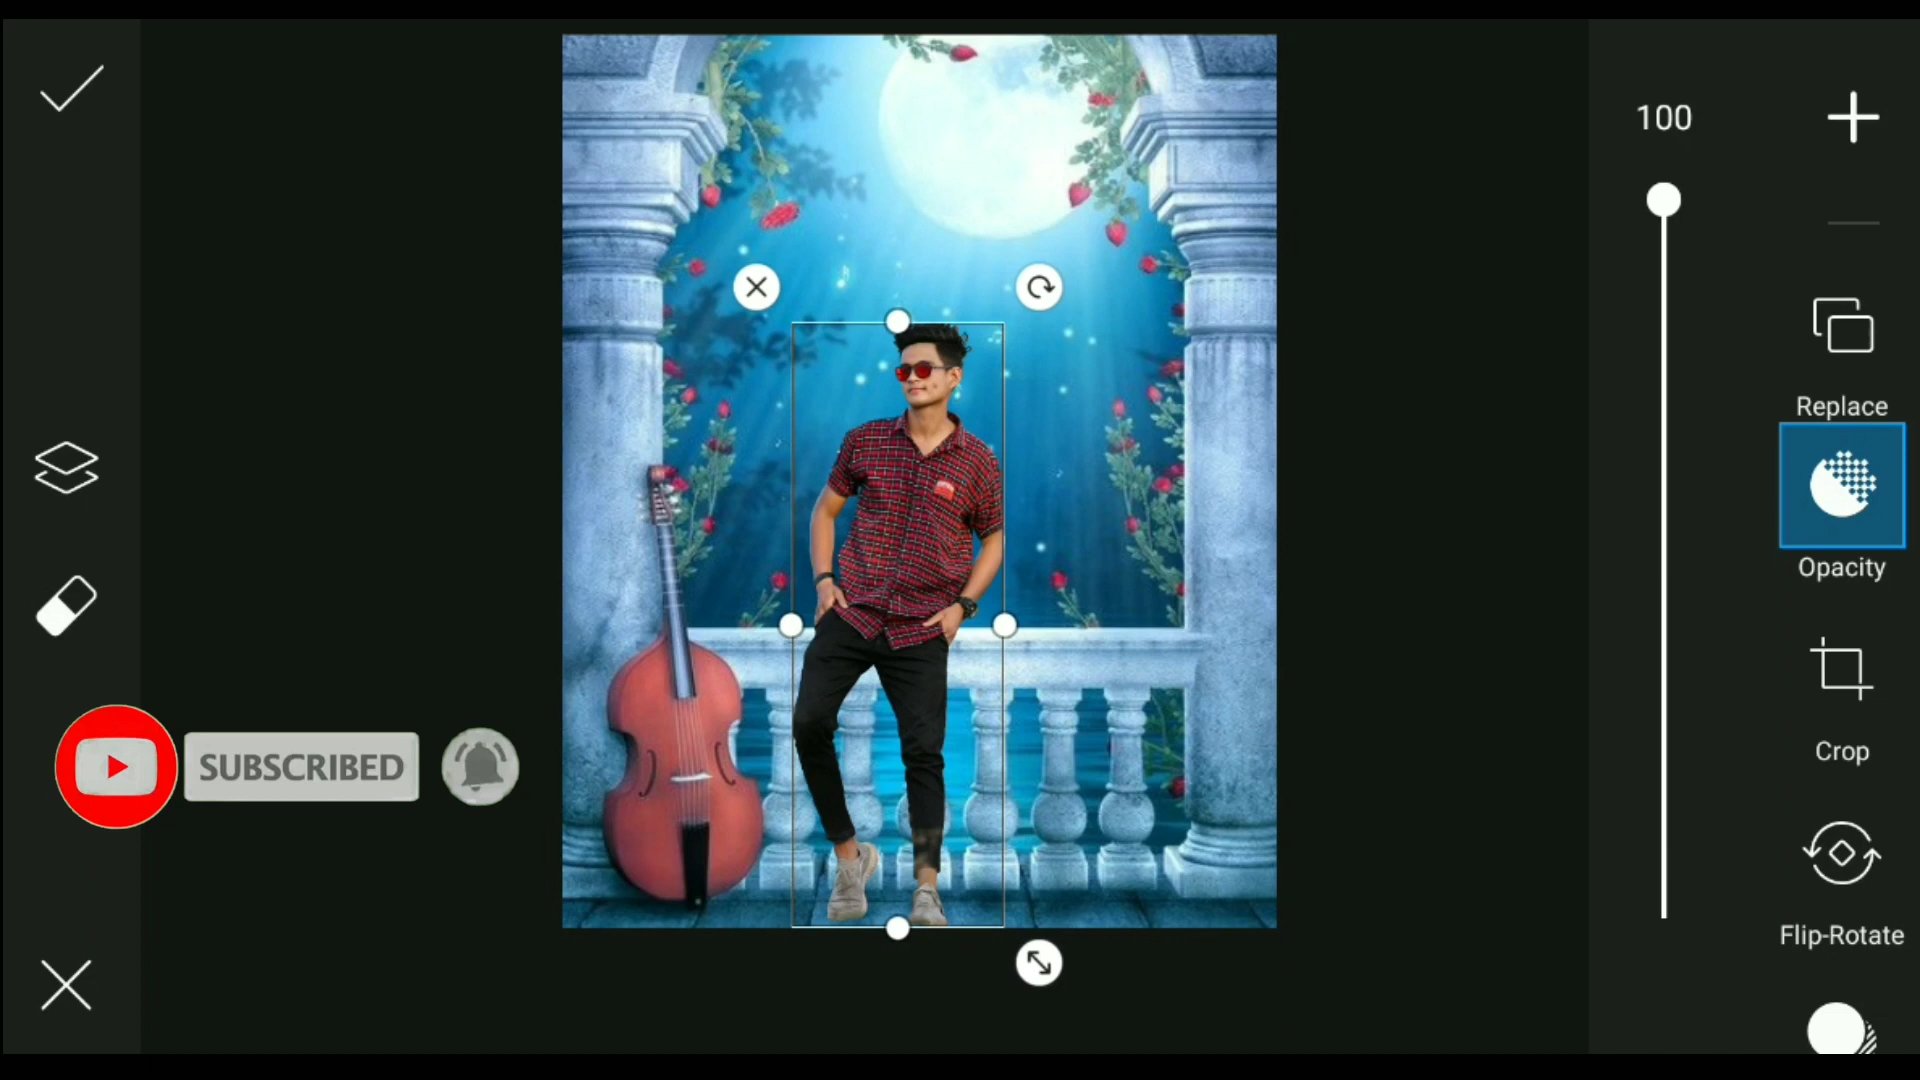 100
Replace
Opacity
SUBSCRIBED
Crop
Flip-Rotate